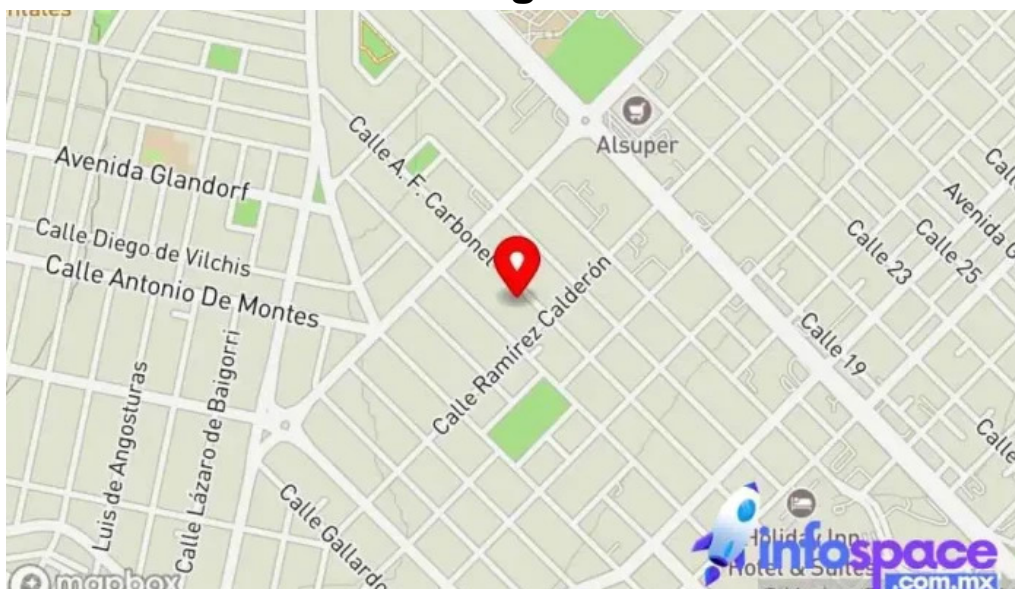 Alsuper
Calle A. F. Carbonel
Avenida Glandorf
Calle Diego de Vilchis
Calle Antonio De Montes
Calle 23
Calle 25
Calle Ramírez Calderón
Calle 19
Luis de Angosturas
Calle Lázaro de Baigorri
Calle Gallardo
Calle
Holiday Inn
Hotel & Suites
infospace
.com.mx
mapbox